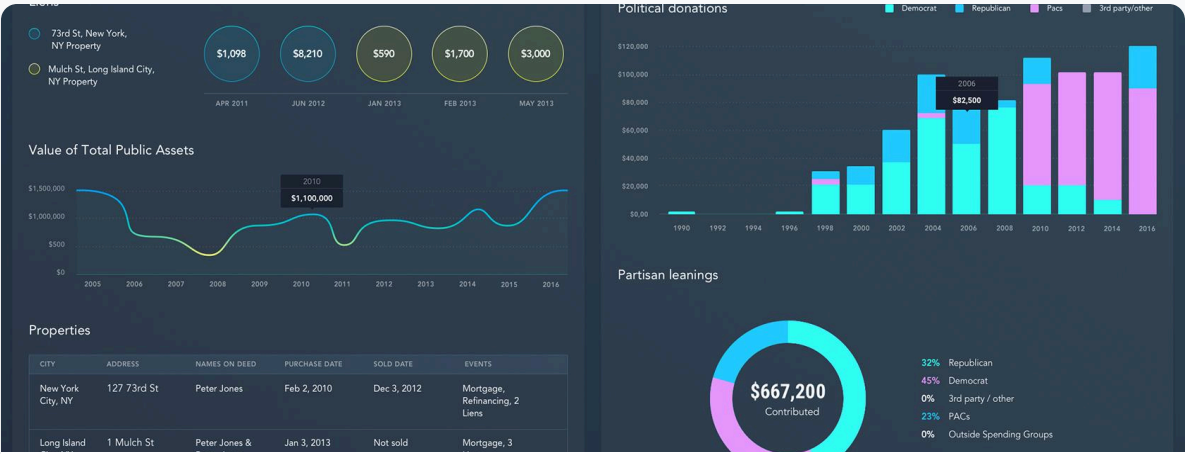 Liens
73rd St, New York,
NY Property
Mulch St, Long Island City,
NY Property
$1,098
$8,210
$590
$1,700
$3,000
APR 2011
JUN 2012
JAN 2013
FEB 2013
MAY 2013
Value of Total Public Assets
$1,500,000
$1,000,000
$500
$0
2010
$1,100,000
2005
2006
2007
2008
2009
2010
2011
2012
2013
2014
2015
2016
Properties
CITY
ADDRESS
NAMES ON DEED
PURCHASE DATE
SOLD DATE
EVENTS
New York
City, NY
127 73rd St
Peter Jones
Feb 2, 2010
Dec 3, 2012
Mortgage,
Refinancing, 2
Liens
Long Island
1 Mulch St
Peter Jones &
Jan 3, 2013
Not sold
Mortgage, 3
Political donations
Democrat
Republican
Pacs
3rd party/other
$120,000
$100,000
$80,000
$60,000
$40,000
$20,000
$0,00
2006
$82,500
1990
1992
1994
1996
1998
2000
2002
2004
2006
2008
2010
2012
2014
2016
Partisan leanings
$667,200
Contributed
32% Republican
45% Democrat
0% 3rd party / other
23% PACs
0% Outside Spending Groups